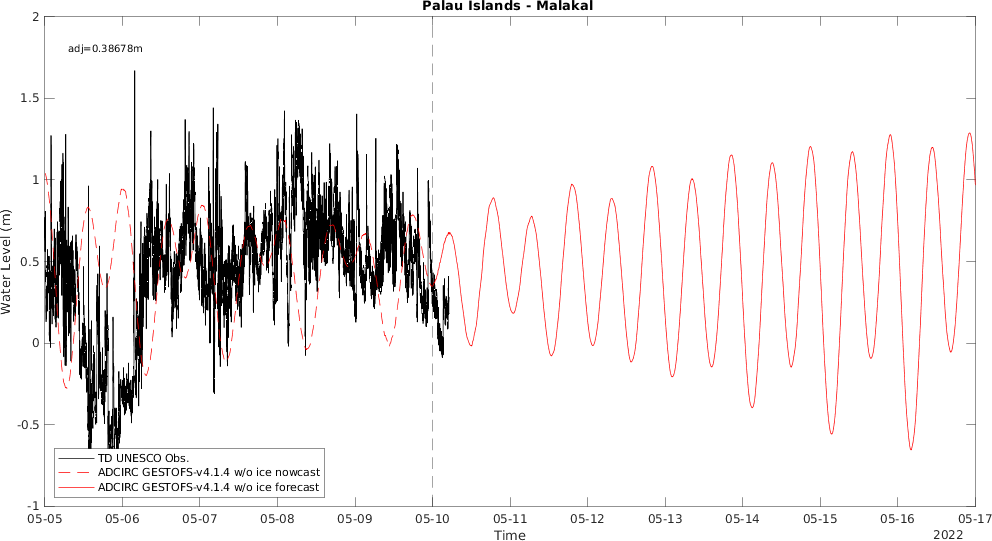 Palau Islands - Malakal
adj=0.38678m
Water Level (m)
2
1.5
1
0.5
0
-0.5
-1
TD UNESCO Obs.
ADCIRC GESTOFS-v4.1.4 w/o ice nowcast
ADCIRC GESTOFS-v4.1.4 w/o ice forecast
05-05 05-06 05-07 05-08 05-09 05-10 05-11 05-12 05-13 05-14 05-15 05-16 05-17
Time
2022